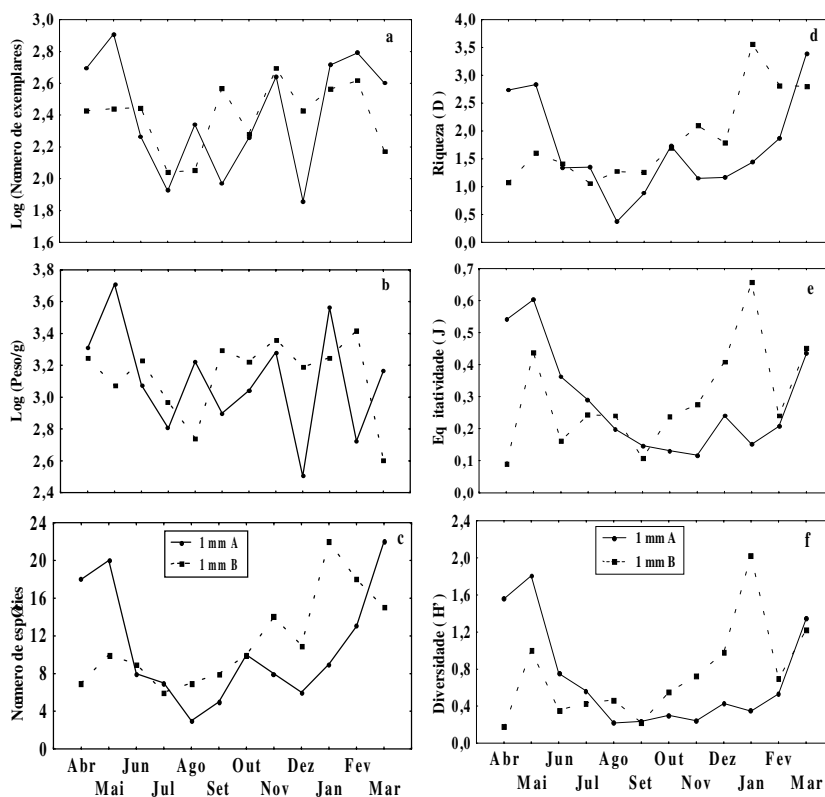 a
3,0
2,8
2,6
2,4
2,2
2,0
1,8
1,6
Log (Nœmero de exemplares)
b
3,8
3,6
3,4
3,2
3,0
2,8
2,6
2,4
Log (Peso/g)
c
24
20
16
12
8
4
0
Nœmero de espØcies
1 mm A
1 mm B
Abr Jun Ago Out Dez Fev
Mai Jul Set Nov Jan Mar
d
4,0
3,5
3,0
2,5
2,0
1,5
1,0
0,5
0,0
Riqueza ( D )
e
0,7
0,6
0,5
0,4
0,3
0,2
0,1
0,0
Eq itatividade ( J )
f
2,4
2,0
1,6
1,2
0,8
0,4
0,0
Diversidade ( H’)
1 mm A
1 mm B
Abr Jun Ago Out Dez Fev
Mai Jul Set Nov Jan Mar